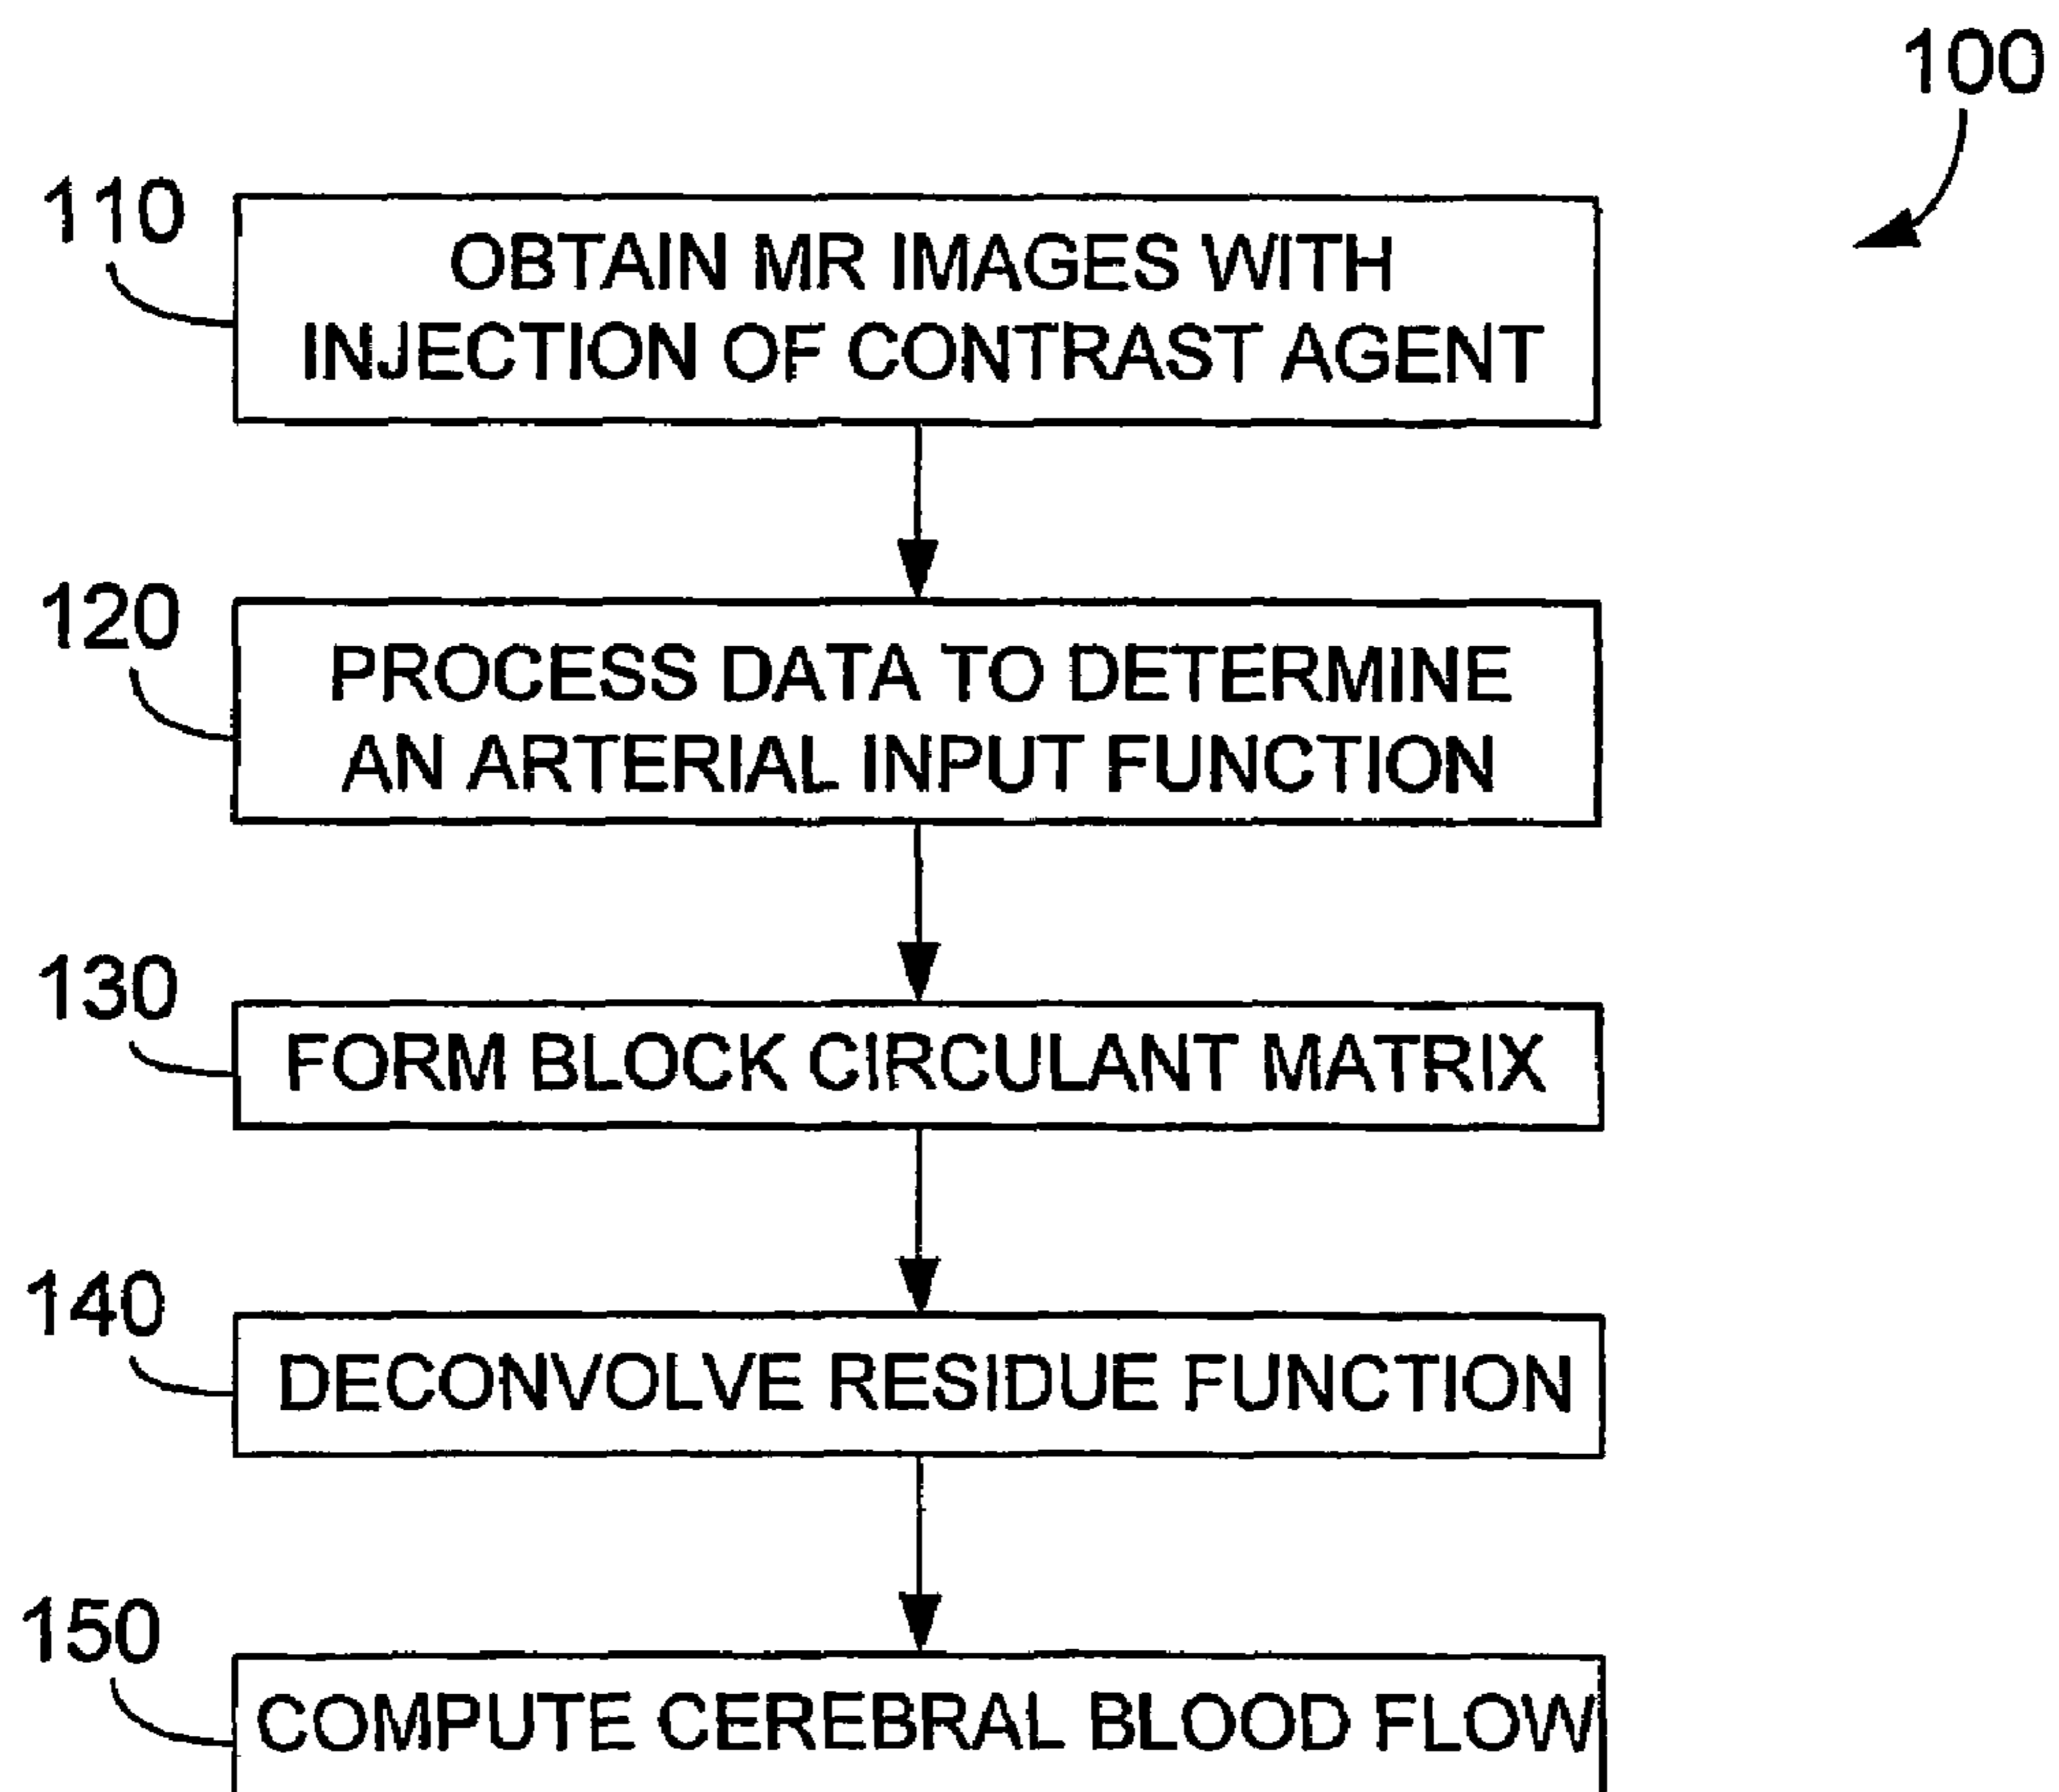 100
110
OBTAIN MR IMAGES WITH
INJECTION OF CONTRAST AGENT
120
PROCESS DATA TO DETERMINE
AN ARTERIAL INPUT FUNCTION
130
FORM BLOCK CIRCULANT MATRIX
140
DECONVOLVE RESIDUE FUNCTION
150
COMPUTE CEREBRAL BLOOD FLOW